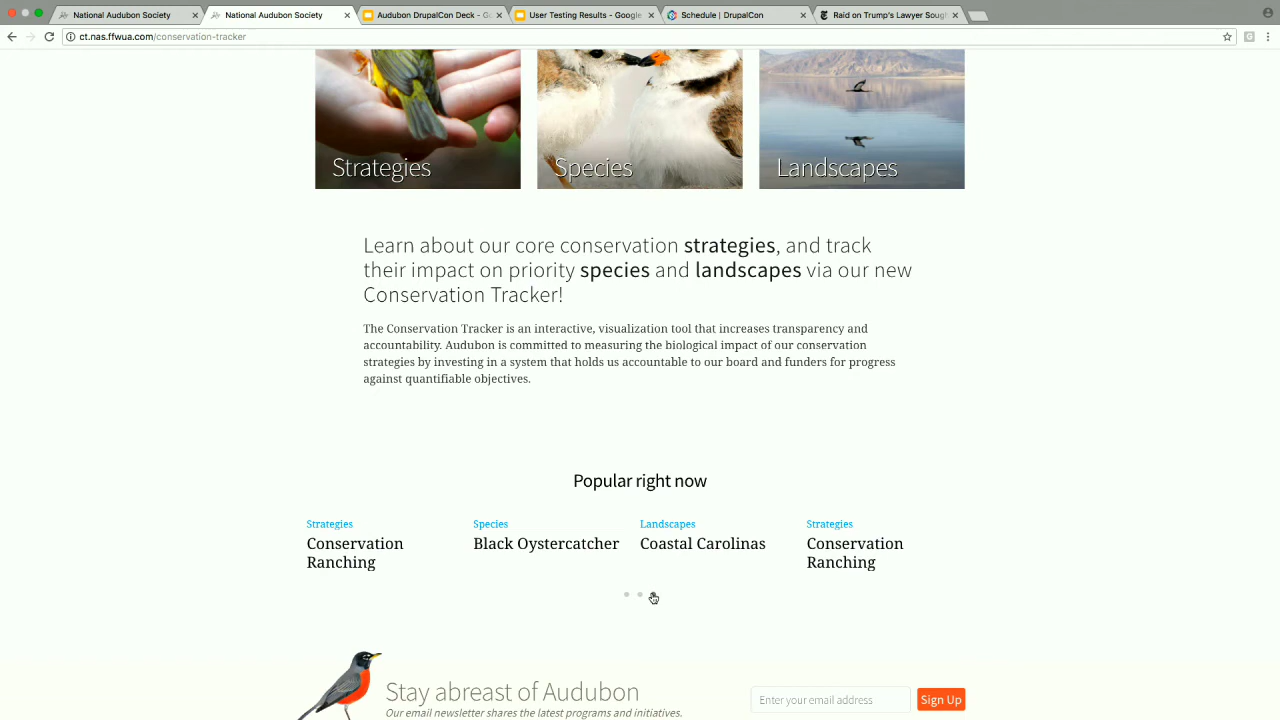 National Audubon Society
National Audubon Society
Audubon DrupalCon Deck - G
User Testing Results - Google
Schedule | DrupalCon
Raid on Trump's Lawyer Sough
ct.nas.ffwua.com/conservation-tracker
Strategies
Species
Landscapes
Learn about our core conservation strategies, and track
their impact on priority species and landscapes via our new
Conservation Tracker!
The Conservation Tracker is an interactive, visualization tool that increases transparency and
accountability. Audubon is committed to measuring the biological impact of our conservation
strategies by investing in a system that holds us accountable to our board and funders for progress
against quantifiable objectives.
Popular right now
Strategies
Conservation
Ranching
Species
Black Oystercatcher
Landscapes
Coastal Carolinas
Strategies
Conservation
Ranching
Stay abreast of Audubon
Our email newsletter shares the latest programs and initiatives.
Enter your email address
Sign Up